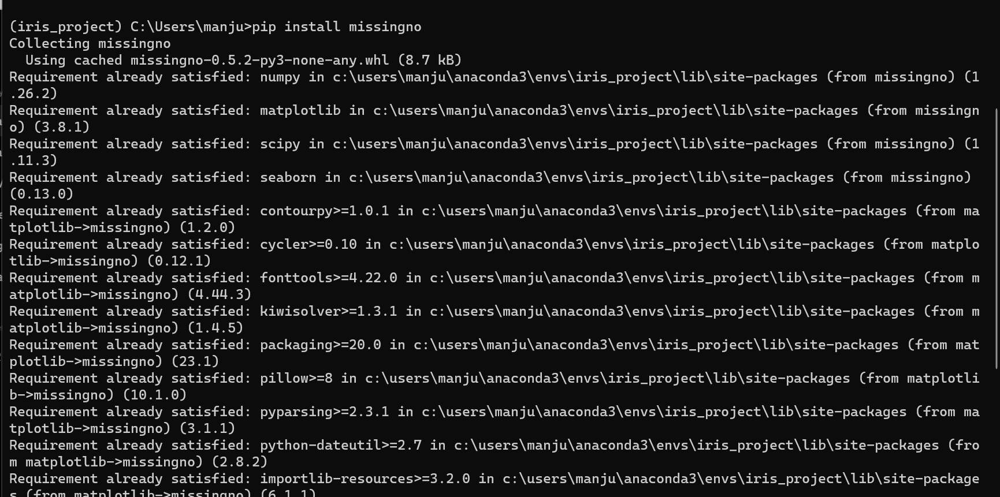 (iris_project) C:\Users\manju>pip install missingno
Collecting missingno
  Using cached missingno-0.5.2-py3-none-any.whl (8.7 kB)
Requirement already satisfied: numpy in c:\users\manju\anaconda3\envs\iris_project\lib\site-packages (from missingno) (1
.26.2)
Requirement already satisfied: matplotlib in c:\users\manju\anaconda3\envs\iris_project\lib\site-packages (from missingn
o) (3.8.1)
Requirement already satisfied: scipy in c:\users\manju\anaconda3\envs\iris_project\lib\site-packages (from missingno) (1
.11.3)
Requirement already satisfied: seaborn in c:\users\manju\anaconda3\envs\iris_project\lib\site-packages (from missingno)
(0.13.0)
Requirement already satisfied: contourpy>=1.0.1 in c:\users\manju\anaconda3\envs\iris_project\lib\site-packages (from ma
tplotlib->missingno) (1.2.0)
Requirement already satisfied: cycler>=0.10 in c:\users\manju\anaconda3\envs\iris_project\lib\site-packages (from matplo
tlib->missingno) (0.12.1)
Requirement already satisfied: fonttools>=4.22.0 in c:\users\manju\anaconda3\envs\iris_project\lib\site-packages (from m
atplotlib->missingno) (4.44.3)
Requirement already satisfied: kiwisolver>=1.3.1 in c:\users\manju\anaconda3\envs\iris_project\lib\site-packages (from m
atplotlib->missingno) (1.4.5)
Requirement already satisfied: packaging>=20.0 in c:\users\manju\anaconda3\envs\iris_project\lib\site-packages (from mat
plotlib->missingno) (23.1)
Requirement already satisfied: pillow>=8 in c:\users\manju\anaconda3\envs\iris_project\lib\site-packages (from matplotli
b->missingno) (10.1.0)
Requirement already satisfied: pyparsing>=2.3.1 in c:\users\manju\anaconda3\envs\iris_project\lib\site-packages (from ma
tplotlib->missingno) (3.1.1)
Requirement already satisfied: python-dateutil>=2.7 in c:\users\manju\anaconda3\envs\iris_project\lib\site-packages (fro
m matplotlib->missingno) (2.8.2)
Requirement already satisfied: importlib-resources>=3.2.0 in c:\users\manju\anaconda3\envs\iris_project\lib\site-package
s (from matplotlib->missingno) (6.1.1)